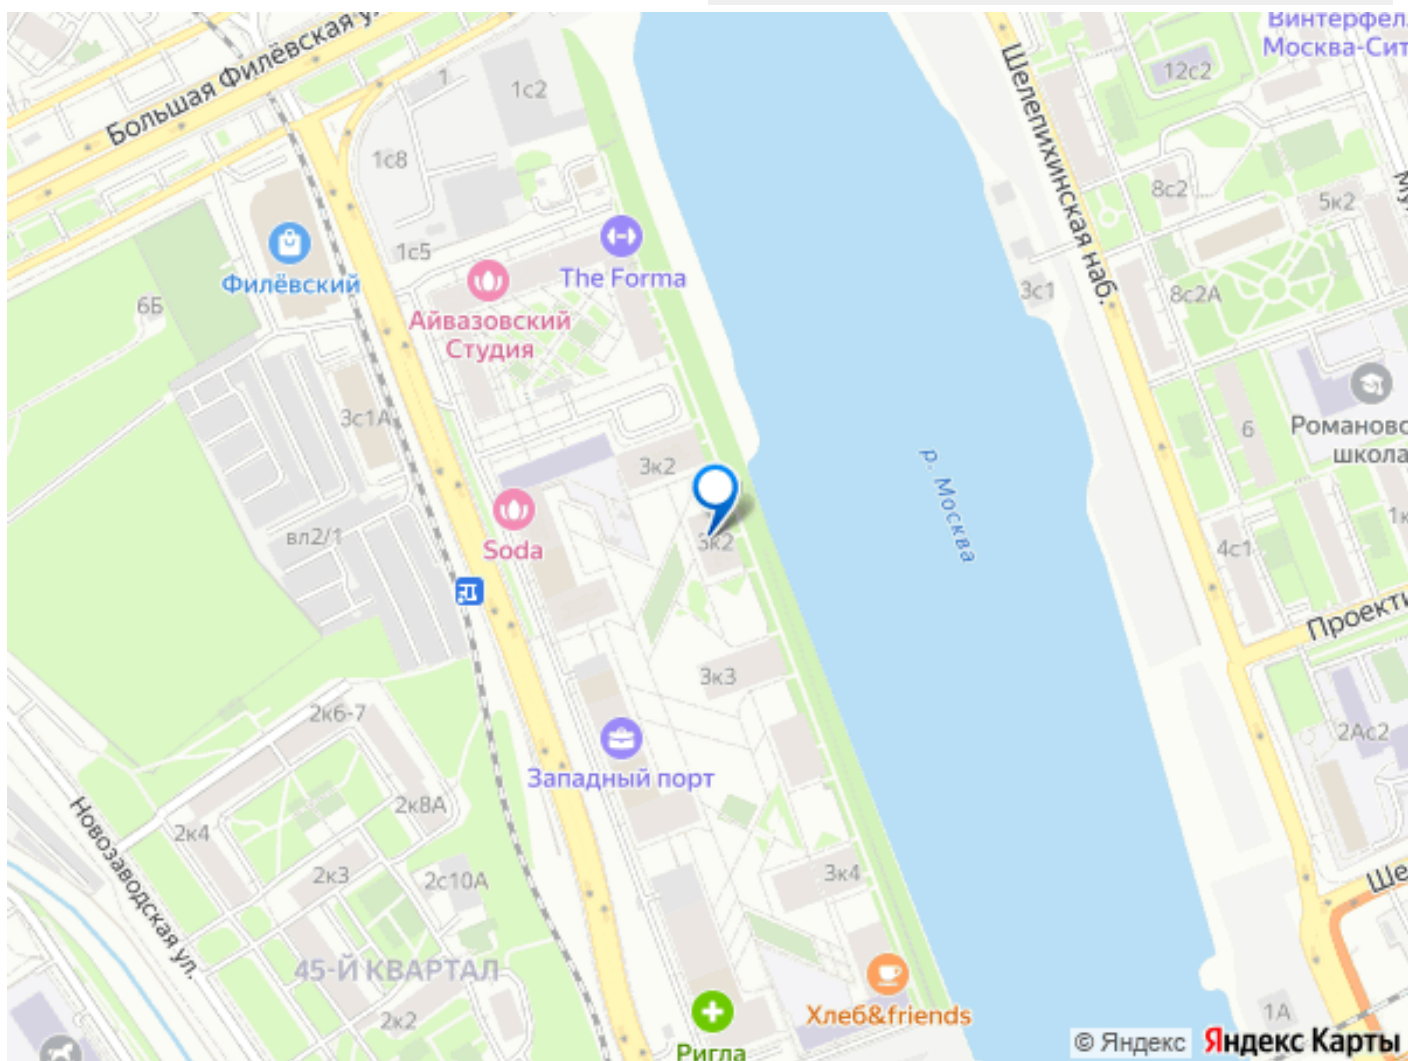 Винтерфел
Москва-Сит
Большая Филёвская у
Шелепихинская наб.
12с2
1
1с2
1с8
8с2
5к2
Му
1с5
Филёвский
The Forma
6Б
3с1
8с2А
Айвазовский
Студия
3с1А
6
Романовс
школа
3к2
р. Москва
Soda
вл2/1
3к2
4с1
1к
Проекти
3к3
2к6-7
2Ас2
Западный порт
2к8А
2к4
Новозаводская ул.
2к3
2с10А
3к4
Ше
45-Й КВАРТАЛ
Хлеб&friends
2к2
1А
Ригла
© Яндекс Яндекс Карты